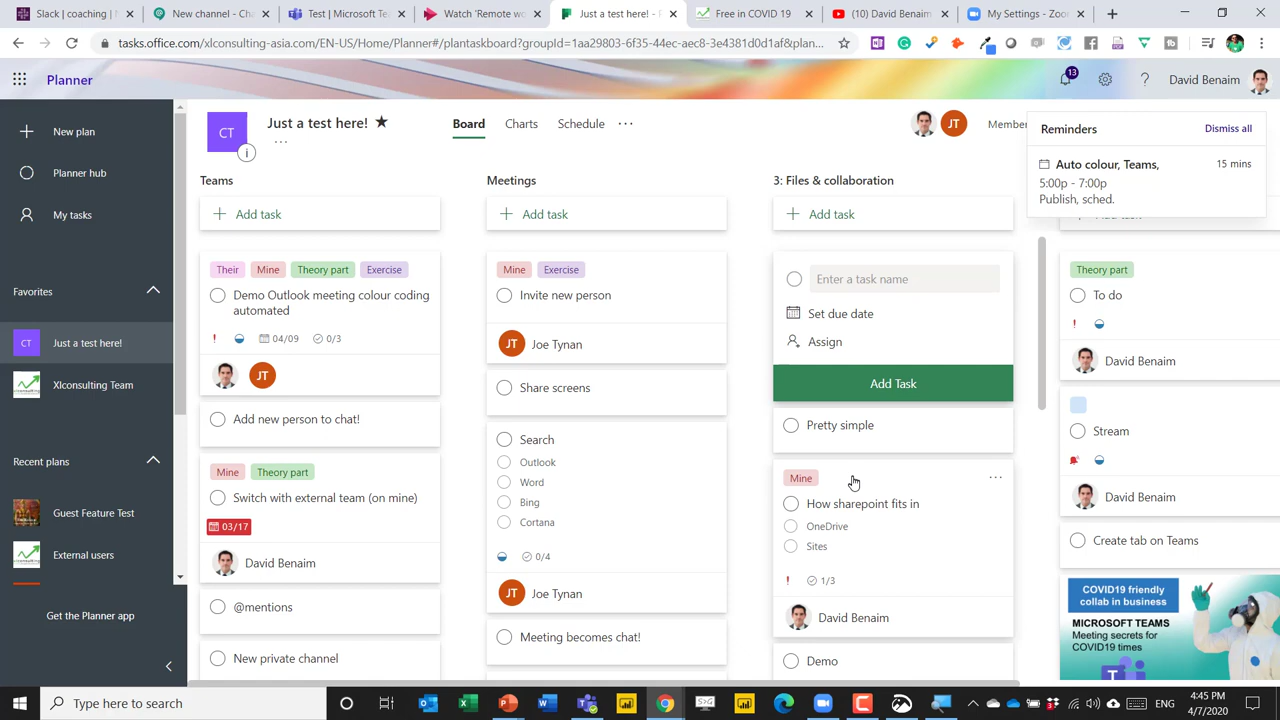 Slack | coaching | N
New channel - Cha
Test | Microsoft Te
Watch 'Remote wo
Just a test here! - P
Free in COVID 19
(10) David Benaim
My Settings - Zoom
tasks.office.com/xlconsulting-asia.com/EN-US/Home/Planner#/plantaskboard?groupId=1aa29803-6f35-44ec-aec8-3e4381d0d1af&plan...
Planner
13
?
David Benaim
New plan
Planner hub
My tasks
Favorites
CT Just a test here!
Xlconsulting Team
Recent plans
Guest Feature Test
External users
Get the Planner app
CT
Just a test here! ★
...
Board
Charts
Schedule
...
JT
Member
Reminders
Dismiss all
Auto colour, Teams,
15 mins
5:00p - 7:00p
Publish, sched.
Teams
+ Add task
Their Mine Theory part Exercise
Demo Outlook meeting colour coding
automated
! 04/09 0/3
JT
Add new person to chat!
Mine Theory part
Switch with external team (on mine)
03/17
David Benaim
@mentions
New private channel
Meetings
+ Add task
Mine Exercise
Invite new person
JT Joe Tynan
Share screens
Search
Outlook
Word
Bing
Cortana
0/4
JT Joe Tynan
Meeting becomes chat!
3: Files & collaboration
+ Add task
Enter a task name
Set due date
Assign
Add Task
Pretty simple
Mine
...
How sharepoint fits in
OneDrive
Sites
! 1/3
David Benaim
Demo
Theory part
To do
!
David Benaim
Stream
David Benaim
Create tab on Teams
COVID19 friendly
collab in business
MICROSOFT TEAMS
Meeting secrets for
COVID19 times
Type here to search
ENG
4:45 PM
4/7/2020